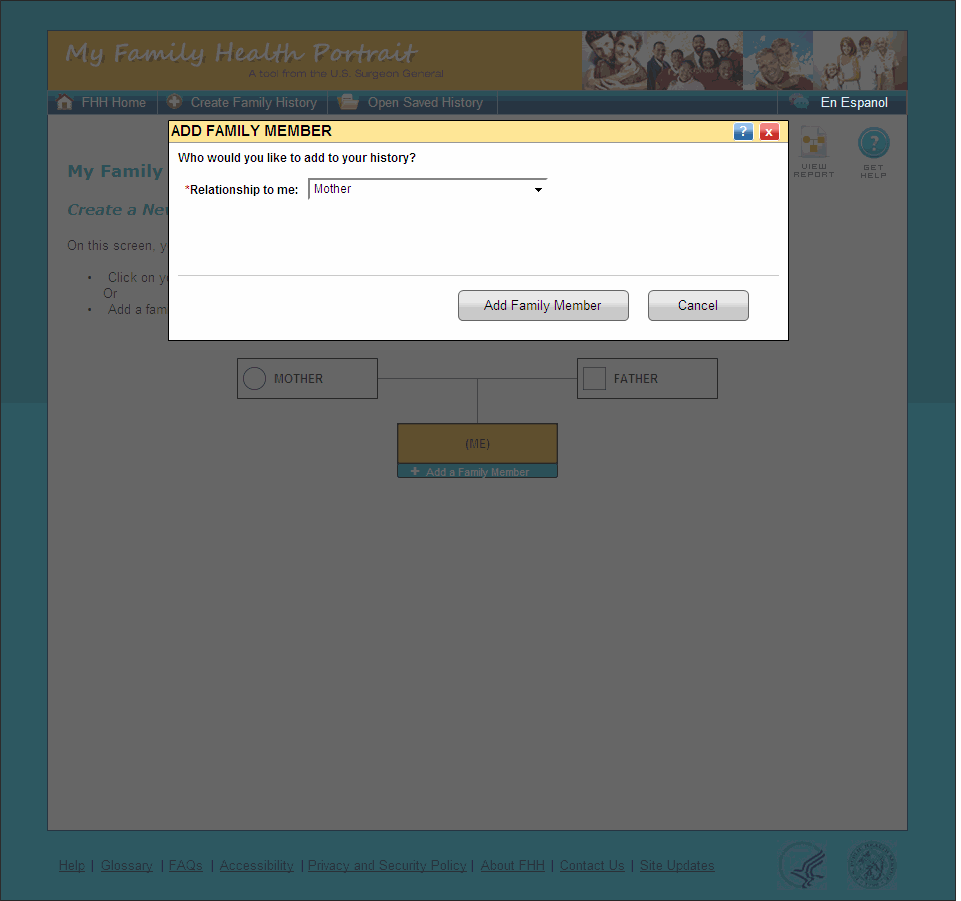 My Family Health Portrait
A tool from the U.S. Surgeon General
FHH Home
Create Family History
Open Saved History
En Espanol
ADD FAMILY MEMBER
?
x
Who would you like to add to your history?
*Relationship to me:
Mother
Add Family Member
Cancel
VIEW
REPORT
?
GET
HELP
My Family
Create a Ne
On this screen, y
• Click on yo
Or
• Add a fam
MOTHER
FATHER
(ME)
+ Add a Family Member
Help | Glossary | FAQs | Accessibility | Privacy and Security Policy | About FHH | Contact Us | Site Updates